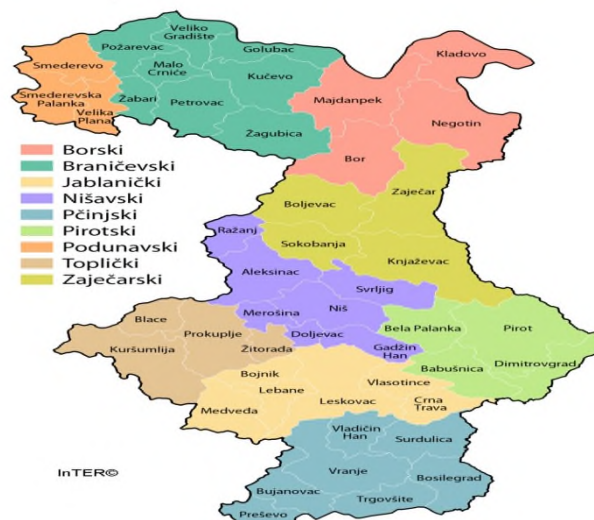 Veliko
Gradište
Požarevac
Golubac
Malo
Crniće
Kučevo
Smederevo
Smederevska
Palanka
Velika
Plana
Žabari
Petrovac
Žagubica
Kladovo
Majdanpek
Negotin
Bor
Borski
Braničevski
Jablanički
Nišavski
Pčinjski
Pirotski
Podunavski
Toplički
Zaječarski
Zaječar
Boljevac
Sokobanja
Knjaževac
Ražanj
Aleksinac
Svrljig
Merošina
Niš
Doljevac
Gadžin
Han
Bela Palanka
Pirot
Babušnica
Dimitrovgrad
Blace
Prokuplje
Kuršumlija
Žitorađa
Bojnik
Lebane
Vlasotince
Medveđa
Leskovac
Crna
Trava
Vladičin
Han
Surdulica
Vranje
Bosilegrad
Bujanovac
Trgovšite
Preševo
InTER©